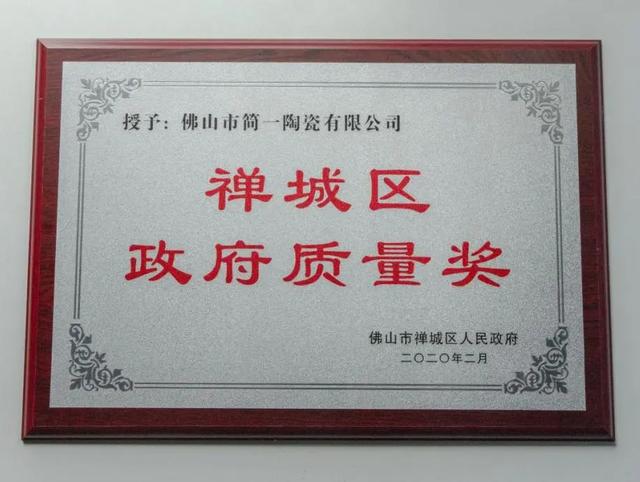 授予：佛山市简一陶瓷有限公司
禅城区
政府质量奖
佛山市禅城区人民政府
二〇二〇年二月